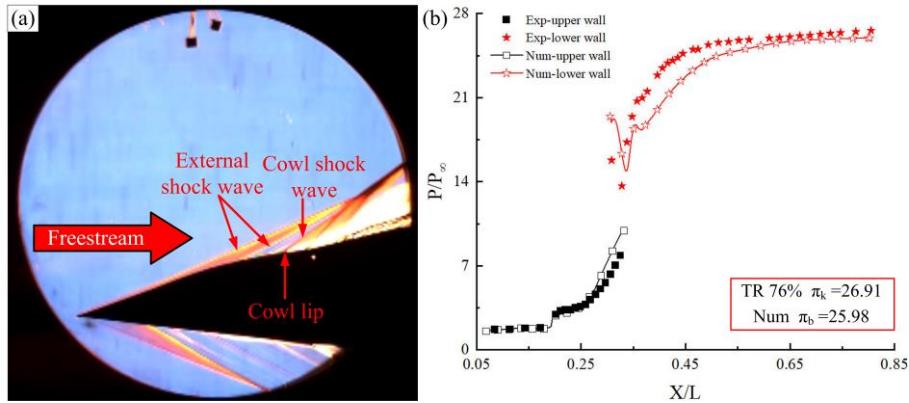 (a)
External
shock wave
Cowl shock
wave
Freestream
Cowl lip
(b)
28
21
14
7
0
P/P∞
Exp-upper wall
Exp-lower wall
Num-upper wall
Num-lower wall
TR 76% πk =26.91
Num πb =25.98
0.05
0.25
0.45
0.65
0.85
X/L